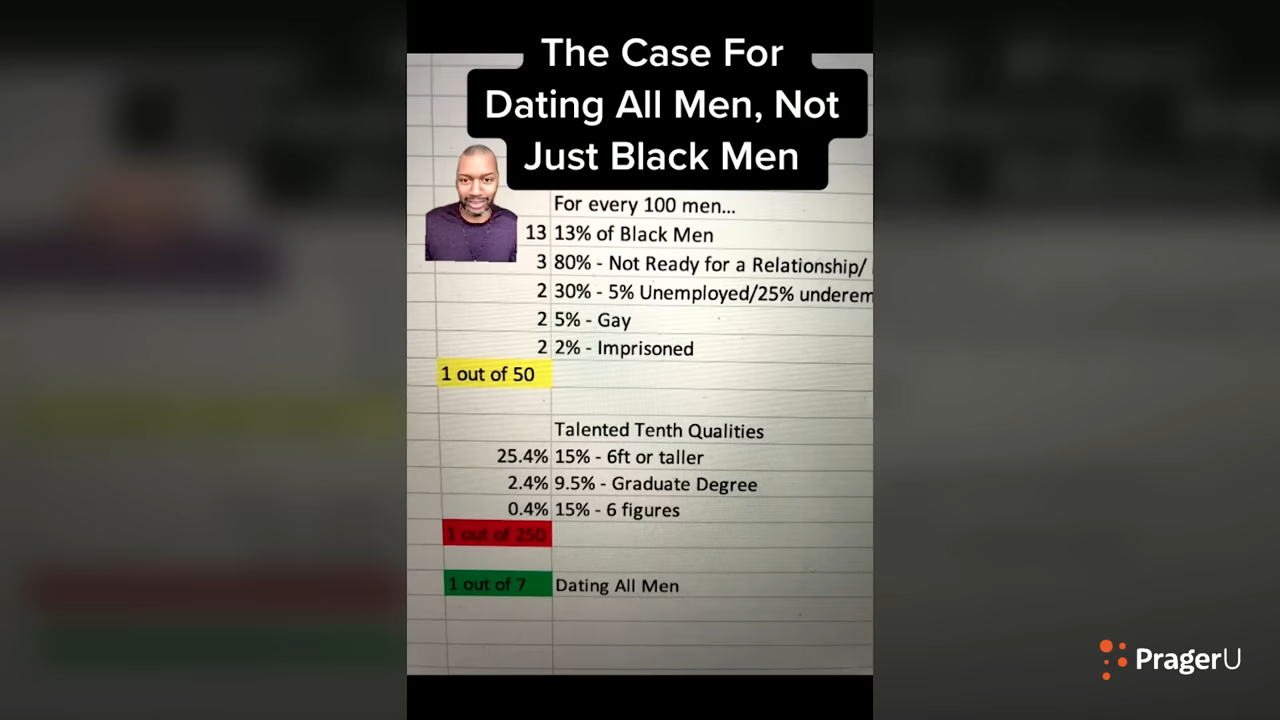 The Case For
Dating All Men, Not
Just Black Men
For every 100 men...
13 13% of Black Men
3 80% - Not Ready for a Relationship/
2 30% - 5% Unemployed/25% underem
2 5% - Gay
2 2% - Imprisoned
1 out of 50
Talented Tenth Qualities
25.4% 15% - 6ft or taller
2.4% 9.5% - Graduate Degree
0.4% 15% - 6 figures
1 out of 250
1 out of 7 Dating All Men
PragerU